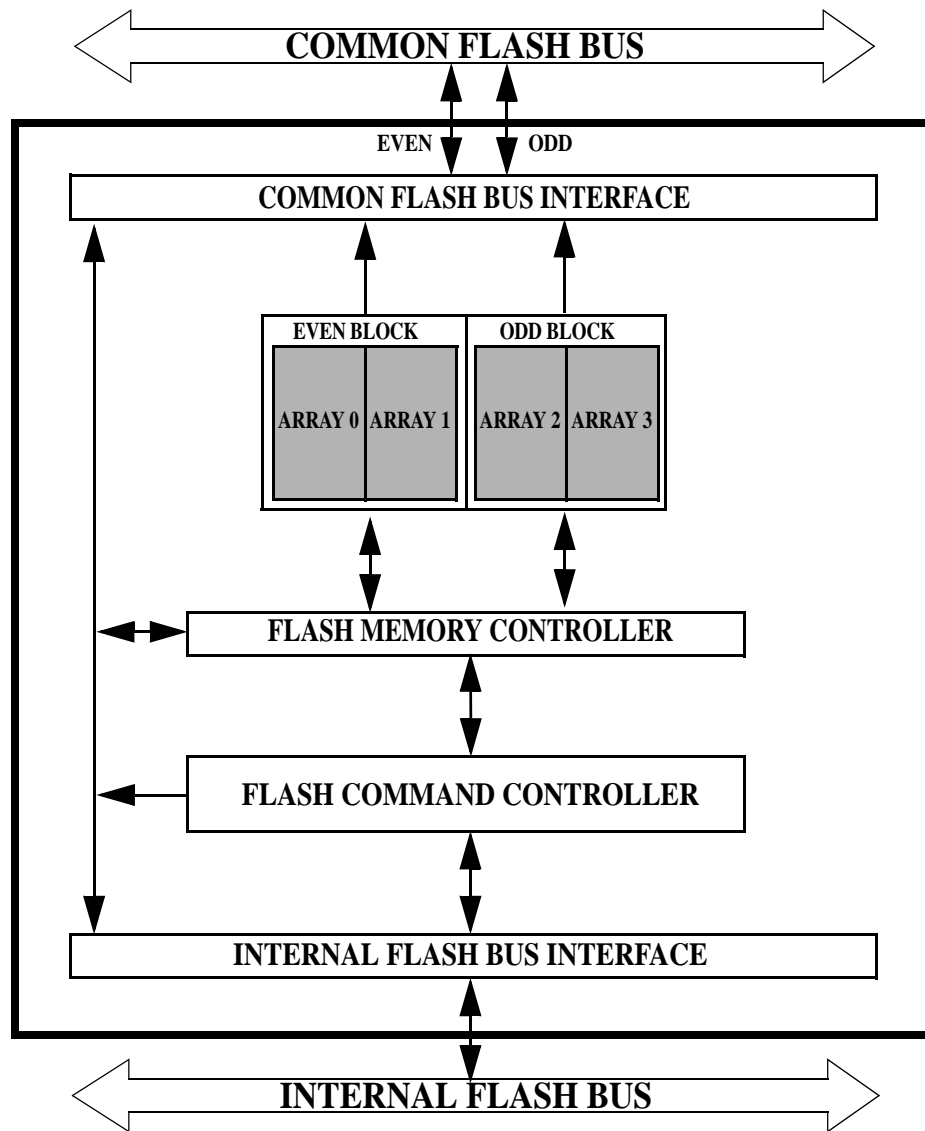 COMMON FLASH BUS
EVEN ODD
COMMON FLASH BUS INTERFACE
EVEN BLOCK ODD BLOCK
ARRAY 0 ARRAY 1 ARRAY 2 ARRAY 3
FLASH MEMORY CONTROLLER
FLASH COMMAND CONTROLLER
INTERNAL FLASH BUS INTERFACE
INTERNAL FLASH BUS